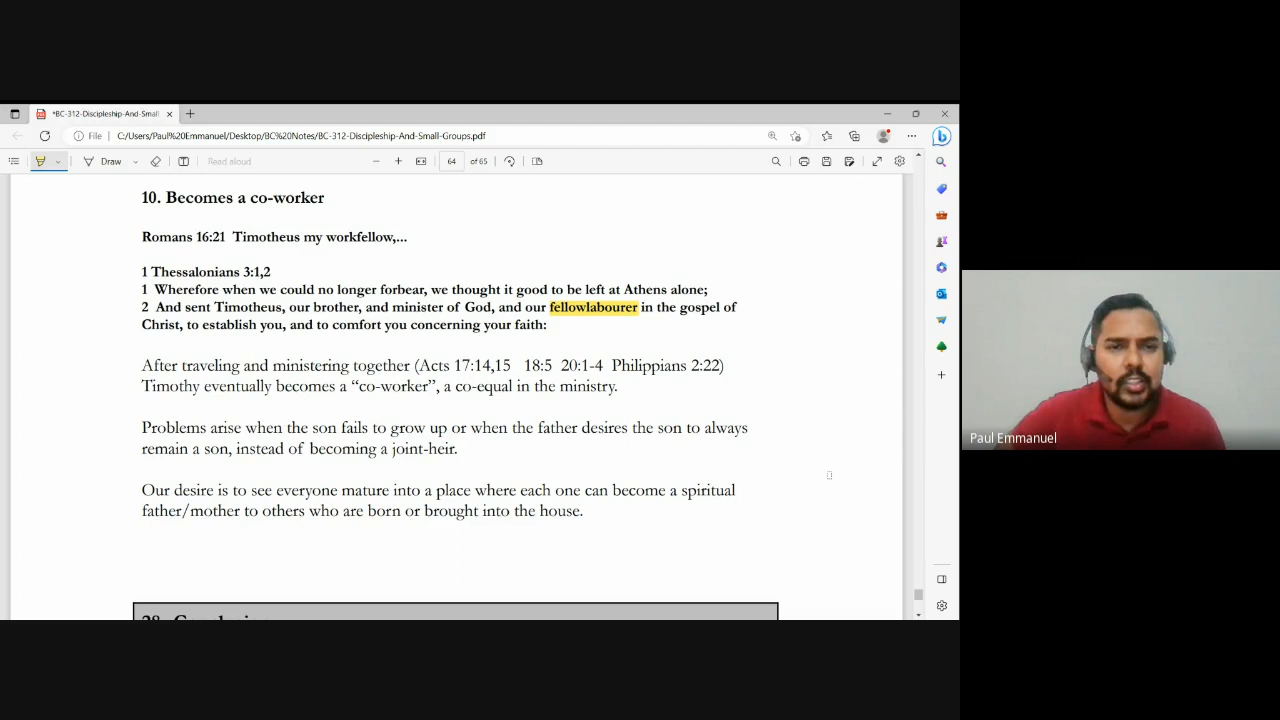 *BC-312-Discipleship-And-Small
File
C:/Users/Paul%20Emmanuel/Desktop/BC%20Notes/BC-312-Discipleship-And-Small-Groups.pdf
Draw
Read aloud
64 of 65
10. Becomes a co-worker
Romans 16:21 Timotheus my workfellow,...
1 Thessalonians 3:1,2
1 Wherefore when we could no longer forbear, we thought it good to be left at Athens alone;
2 And sent Timotheus, our brother, and minister of God, and our fellowlabourer in the gospel of
Christ, to establish you, and to comfort you concerning your faith:
After traveling and ministering together (Acts 17:14,15 18:5 20:1-4 Philippians 2:22)
Timothy eventually becomes a “co-worker”, a co-equal in the ministry.
Problems arise when the son fails to grow up or when the father desires the son to always
remain a son, instead of becoming a joint-heir.
Our desire is to see everyone mature into a place where each one can become a spiritual
father/mother to others who are born or brought into the house.
Paul Emmanuel